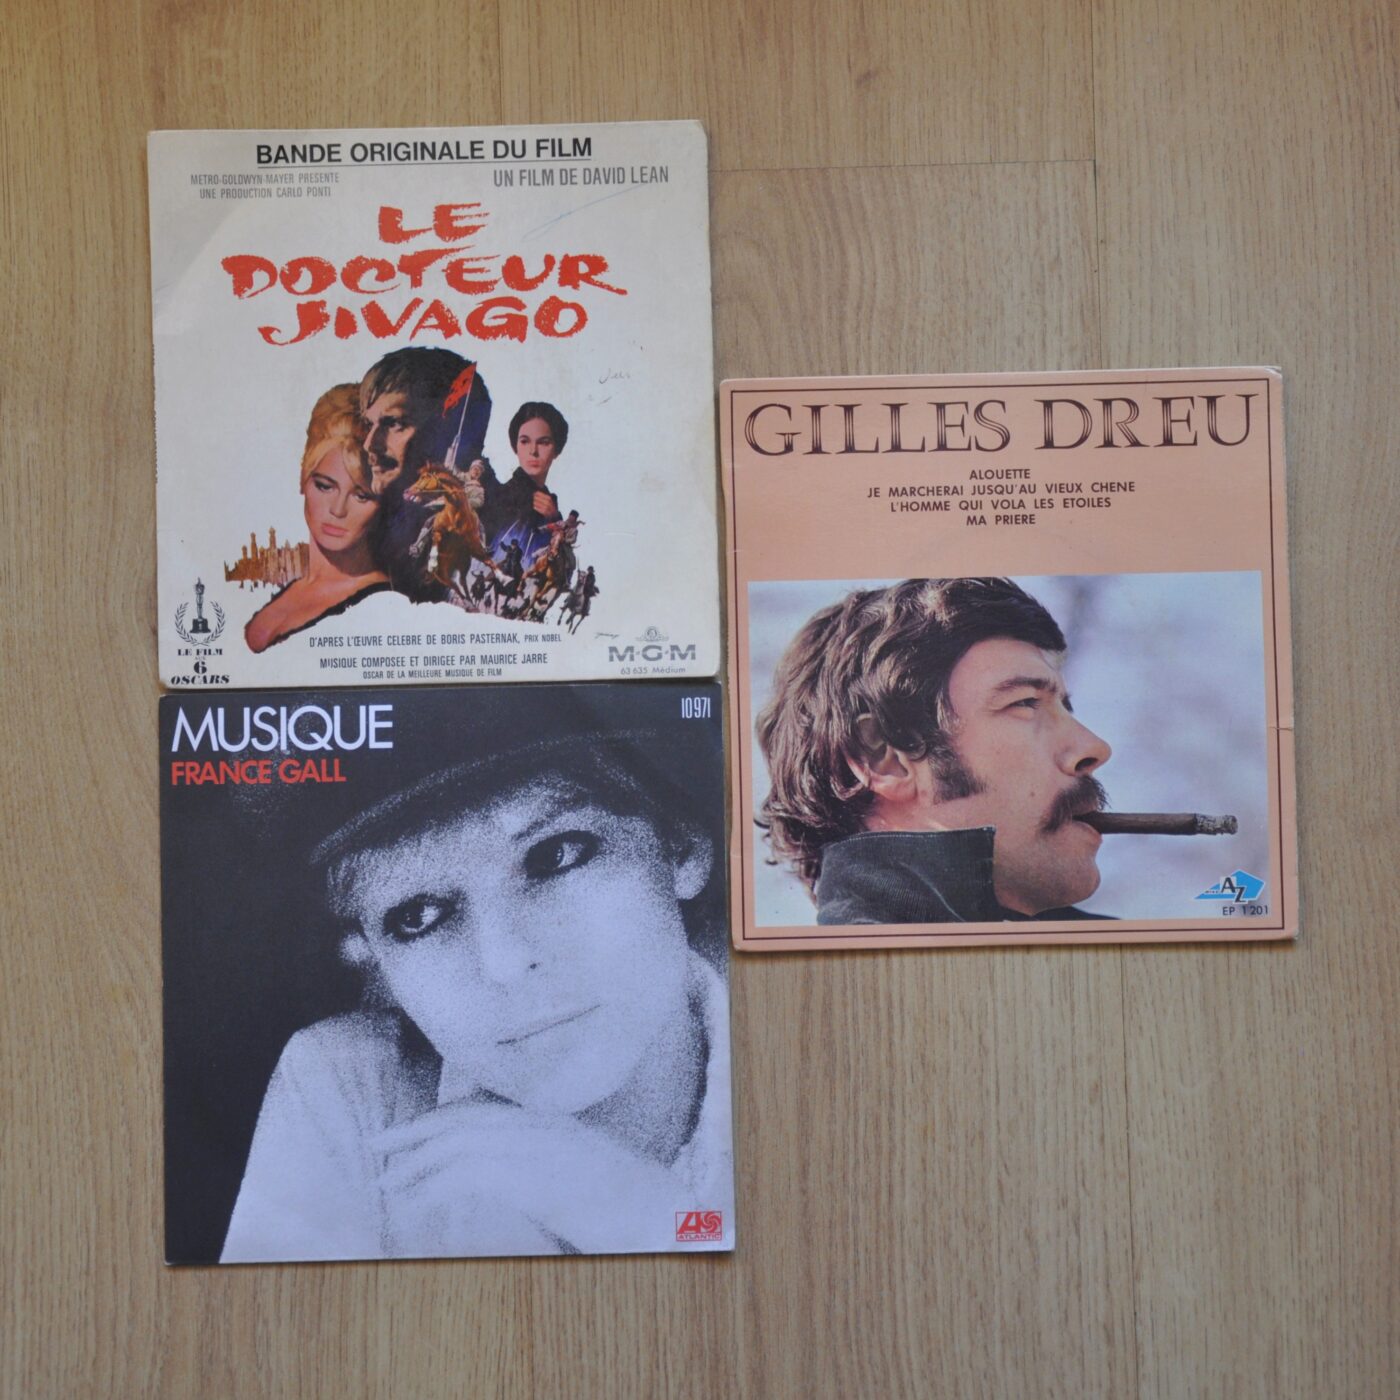 BANDE ORIGINALE DU FILM
METRO-GOLDWYN-MAYER PRESENTE
UNE PRODUCTION CARLO PONTI
UN FILM DE DAVID LEAN
LE
DOCTEUR
JIVAGO
LE FILM
6
OSCARS
D'APRES L'ŒUVRE CELEBRE DE BORIS PASTERNAK, PRIX NOBEL
MUSIQUE COMPOSEE ET DIRIGEE PAR MAURICE JARRE
OSCAR DE LA MEILLEURE MUSIQUE DE FILM
M-G-M
63 635 Médium
MUSIQUE
FRANCE GALL
10971
ATLANTIC
GILLES DREU
ALOUETTE
JE MARCHERAI JUSQU'AU VIEUX CHENE
L'HOMME QUI VOLA LES ETOILES
MA PRIERE
AZ
EP 1201